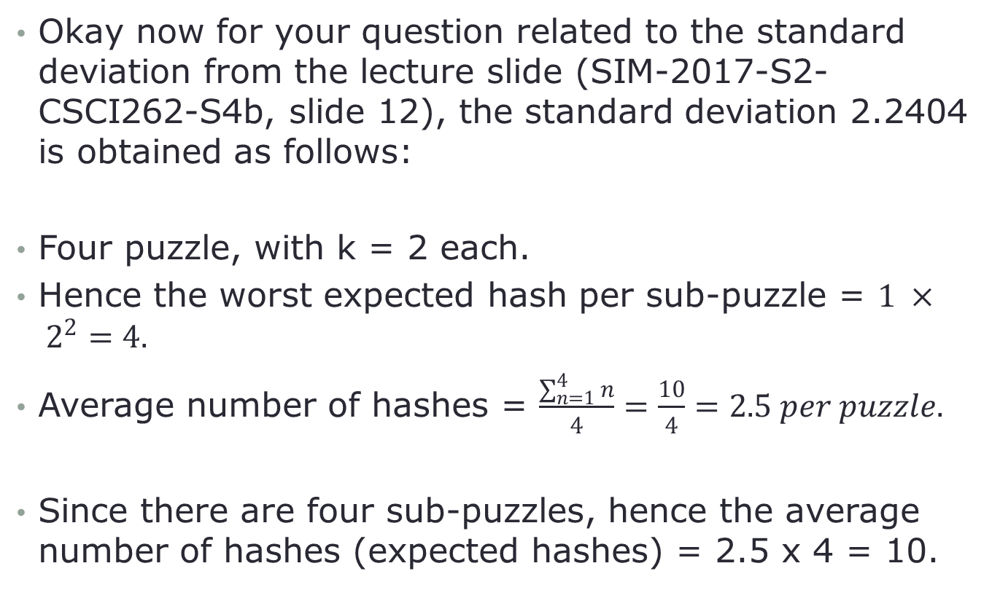 • Okay now for your question related to the standard
deviation from the lecture slide (SIM-2017-S2-
CSCI262-S4b, slide 12), the standard deviation 2.2404
is obtained as follows:
• Four puzzle, with k = 2 each.
• Hence the worst expected hash per sub-puzzle = 1 ×
2² = 4.
• Average number of hashes = \frac{\sum_{n=1}^{4} n}{4} = \frac{10}{4} = 2.5 per puzzle.
• Since there are four sub-puzzles, hence the average
number of hashes (expected hashes) = 2.5 x 4 = 10.